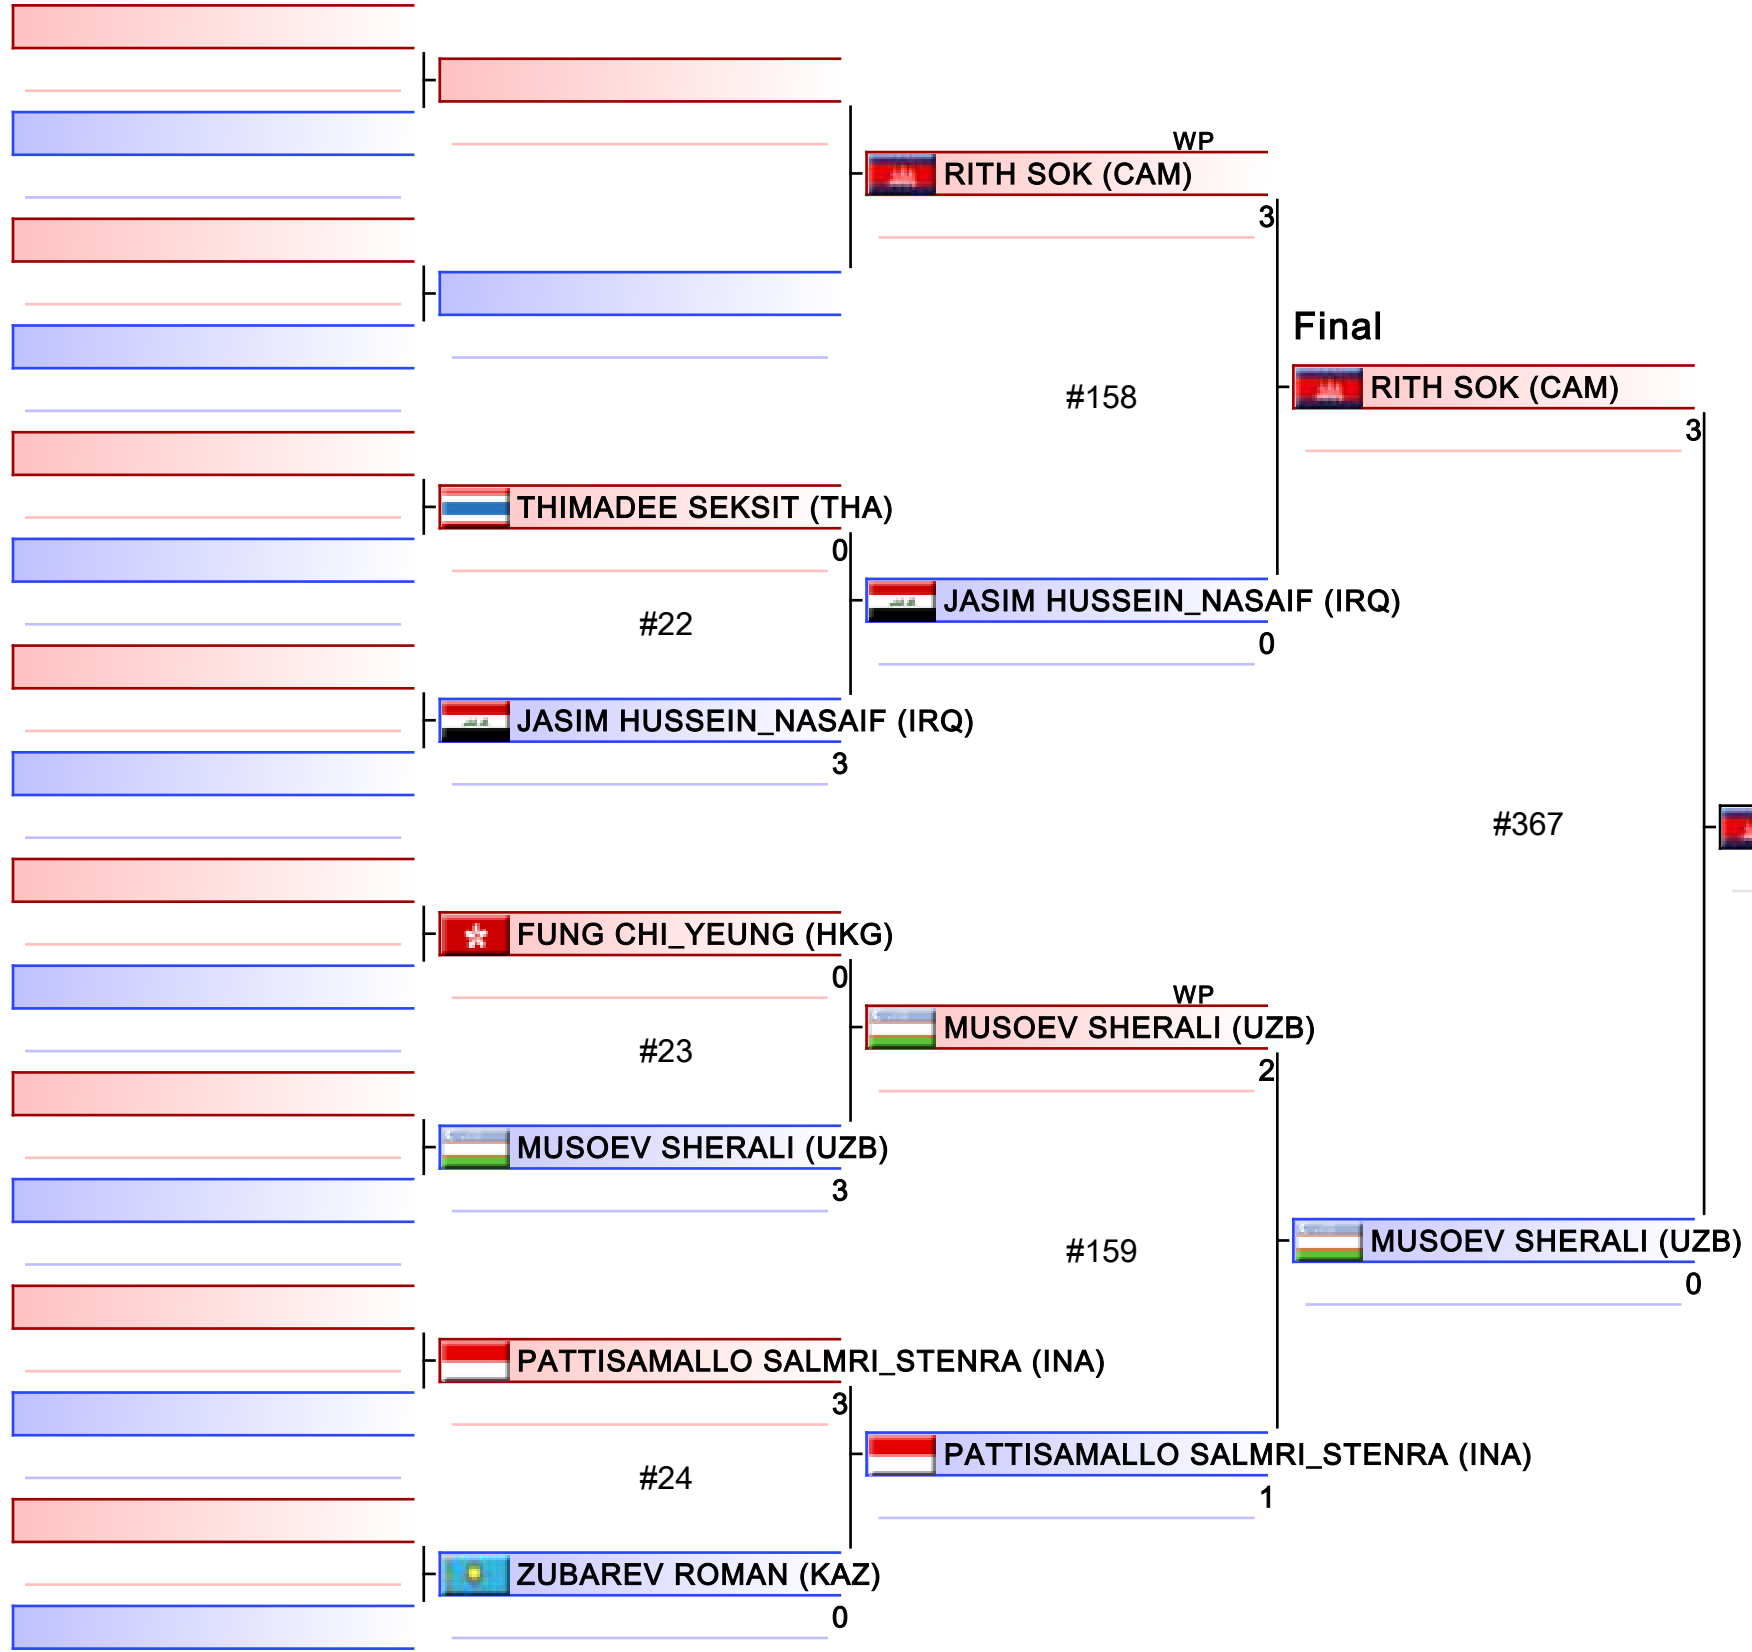 WP
RITH SOK (CAM)
3
Final
#158
RITH SOK (CAM)
3
THIMADEE SEKSIT (THA)
0
JASIM HUSSEIN_NASAIF (IRQ)
#22
0
JASIM HUSSEIN_NASAIF (IRQ)
3
#367
FUNG CHI_YEUNG (HKG)
0
WP
MUSOEV SHERALI (UZB)
#23
2
MUSOEV SHERALI (UZB)
3
#159
MUSOEV SHERALI (UZB)
0
PATTISAMALLO SALMRI_STENRA (INA)
3
PATTISAMALLO SALMRI_STENRA (INA)
#24
1
ZUBAREV ROMAN (KAZ)
0